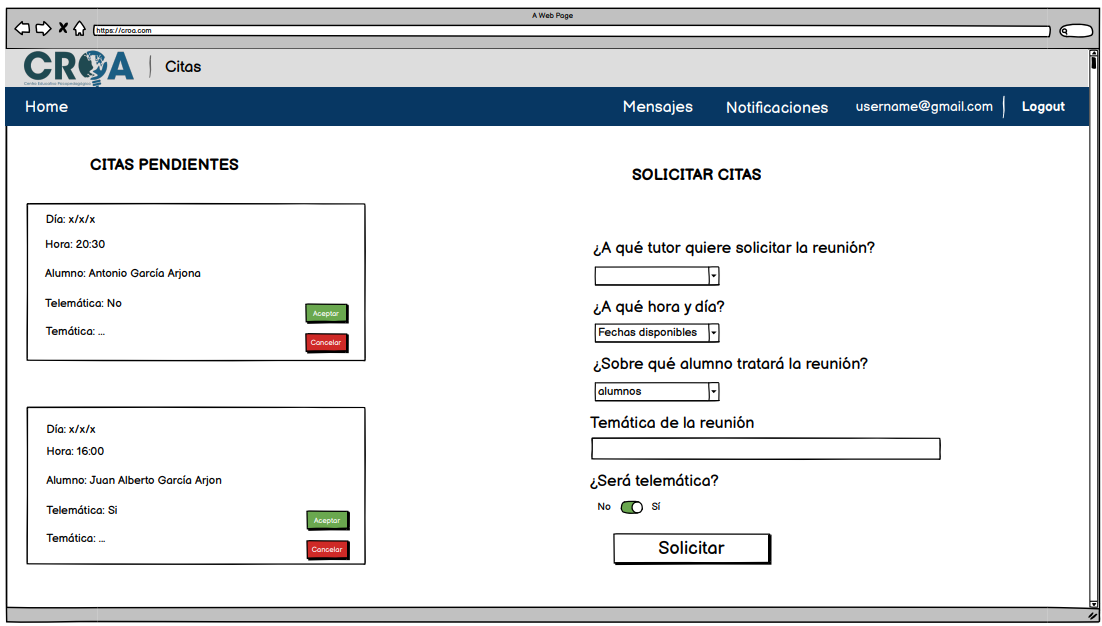 A Web Page
https://croa.com
CROA
Centro Educativo Psicopedagógico
Citas
Home
Mensajes
Notificaciones
username@gmail.com
Logout
CITAS PENDIENTES
Día: x/x/x
Hora: 20:30
Alumno: Antonio García Arjona
Telemática: No
Aceptar
Temática: ...
Cancelar
Día: x/x/x
Hora: 16:00
Alumno: Juan Alberto García Arjon
Telemática: Si
Aceptar
Temática: ...
Cancelar
SOLICITAR CITAS
¿A qué tutor quiere solicitar la reunión?
¿A qué hora y día?
Fechas disponibles
¿Sobre qué alumno tratará la reunión?
alumnos
Temática de la reunión
¿Será telemática?
No
Sí
Solicitar